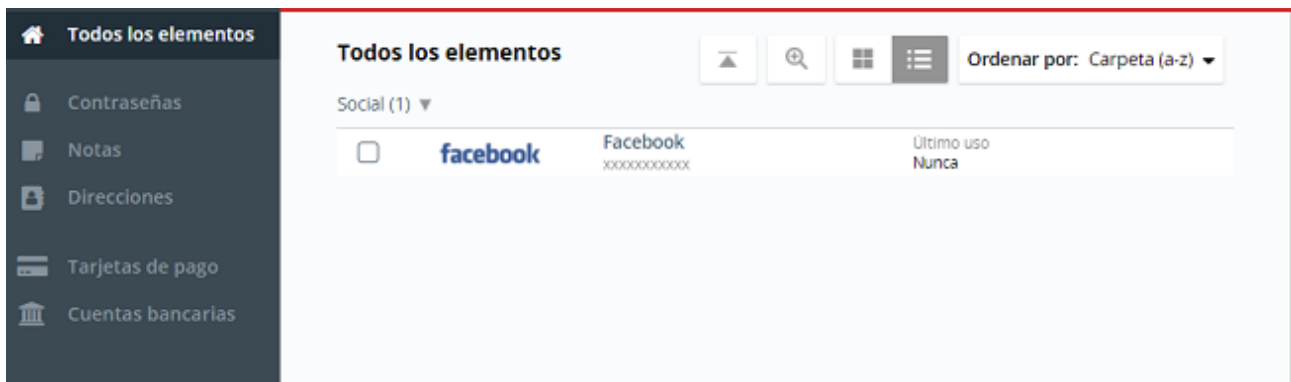 Todos los elementos
Contraseñas
Notas
Direcciones
Tarjetas de pago
Cuentas bancarias
Todos los elementos
Ordenar por: Carpeta (a-z)
Social (1)
facebook
Facebook
xxxxxxxxxxx
Último uso
Nunca